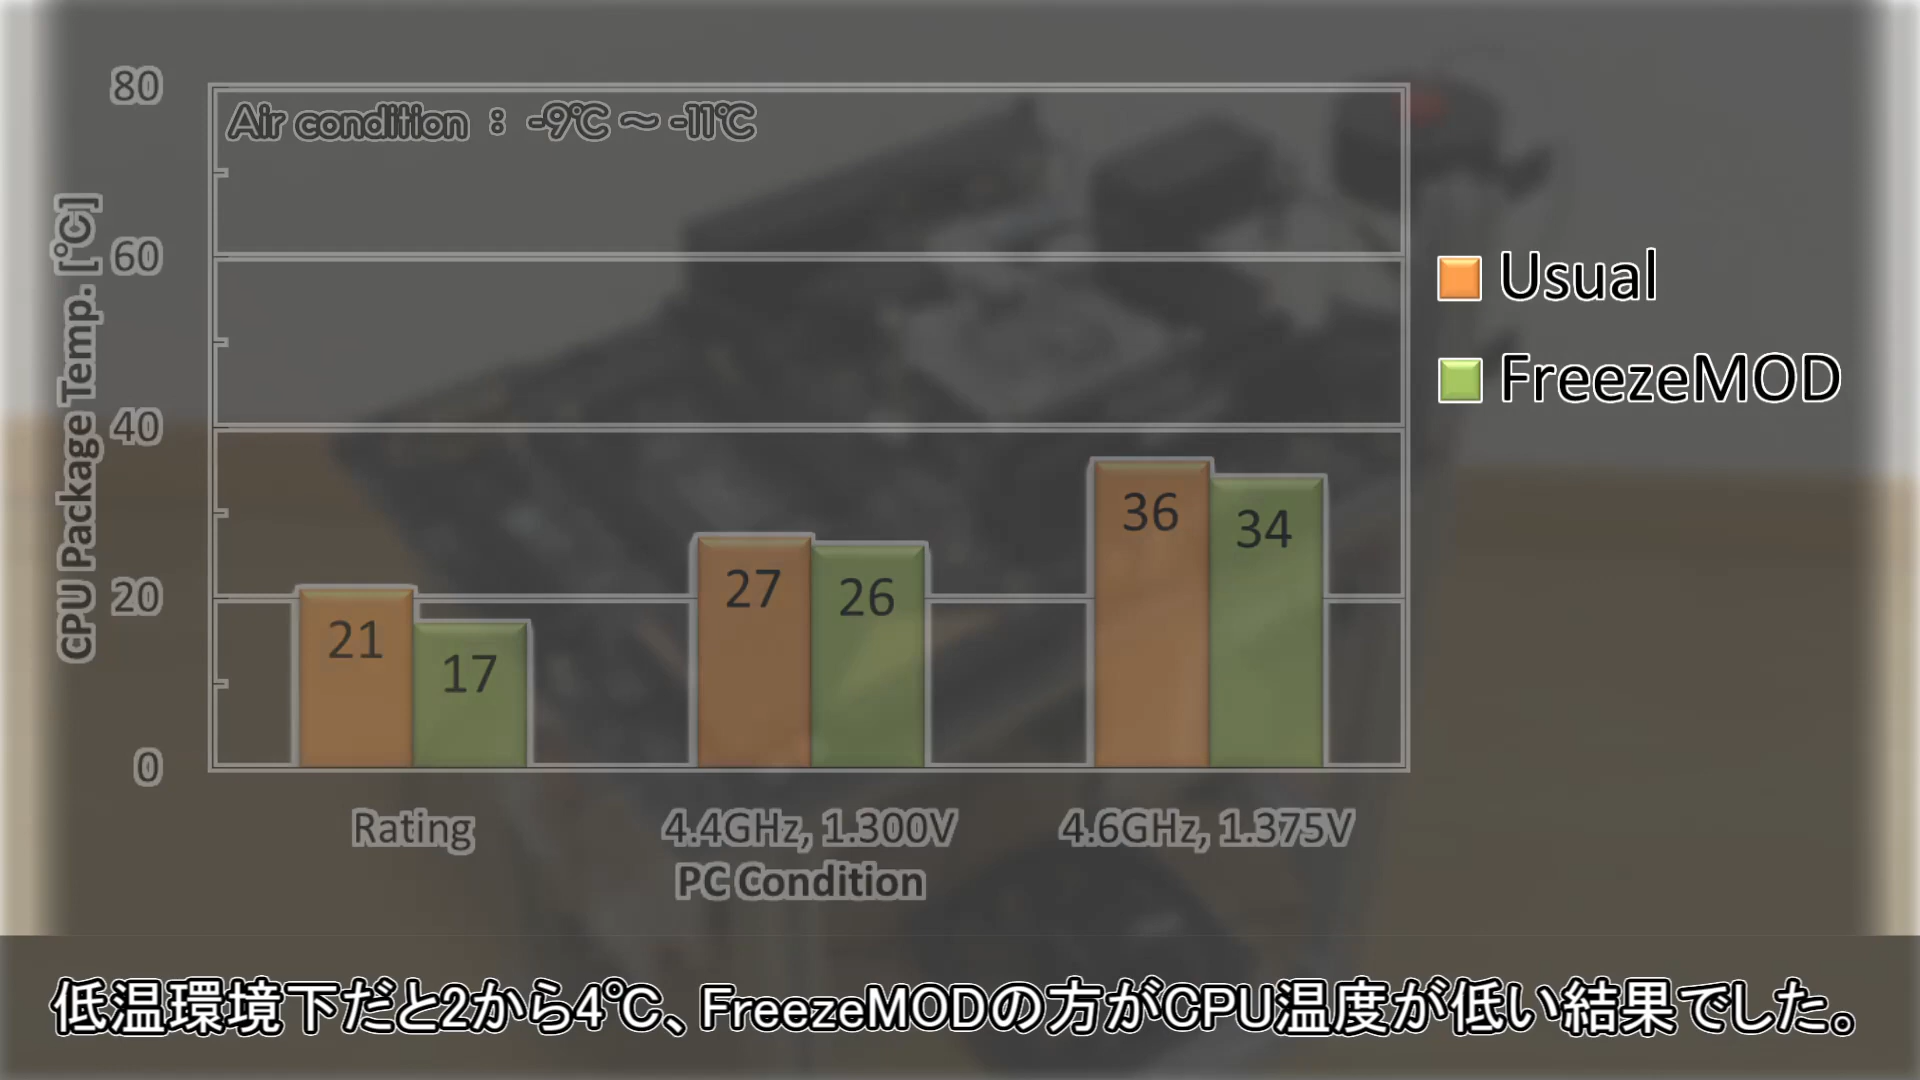 80
Air condition : -9℃ ～ -11℃
60
40
20
0
CPU Package Temp. [℃]
21
17
27
26
36
34
Rating
4.4GHz, 1.300V
4.6GHz, 1.375V
PC Condition
Usual
FreezeMOD
低温環境下だと2から4℃、FreezeMODの方がCPU温度が低い結果でした。